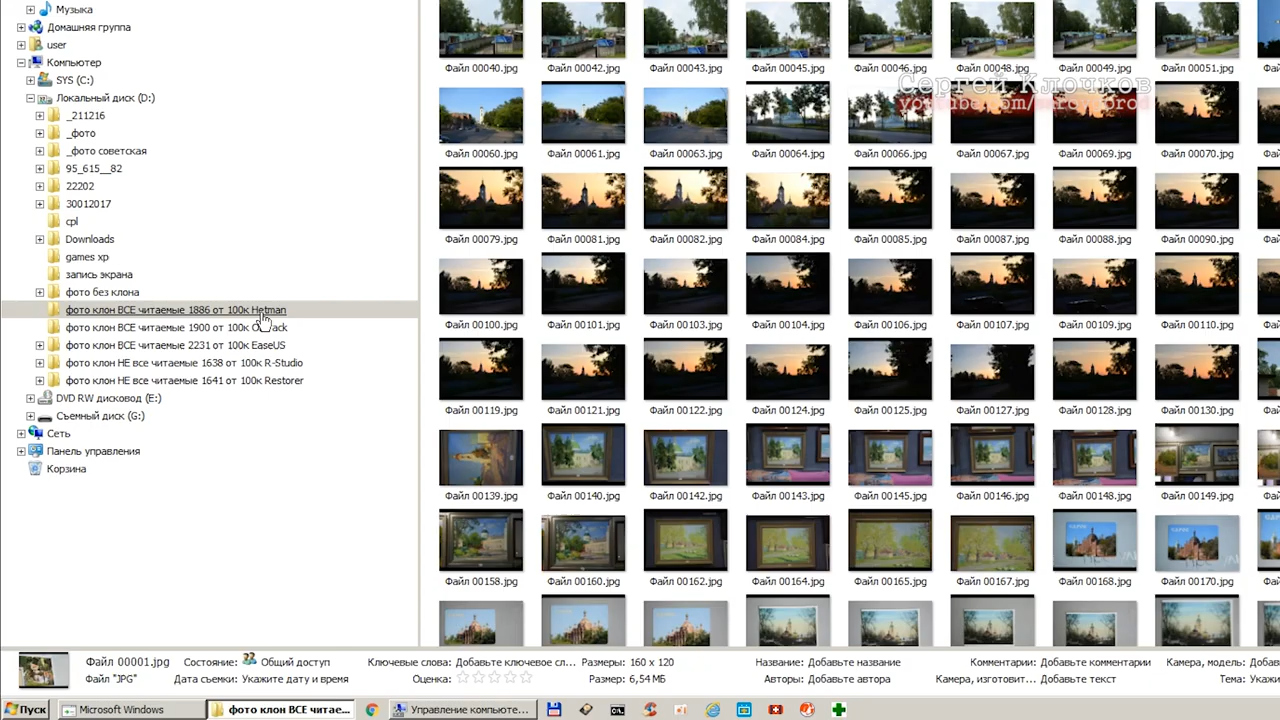 Музыка
Домашняя группа
user
Компьютер
SYS (C:)
Локальный диск (D:)
_211216
_фото
_фото советская
95_615__82
22202
30012017
cpl
Downloads
games xp
запись экрана
фото без клона
фото клон ВСЕ читаемые 1886 от 100к Hetman
фото клон ВСЕ читаемые 1900 от 100к
фото клон ВСЕ читаемые 2231 от 100к EaseUS
фото клон НЕ все читаемые 1638 от 100к R-Studio
фото клон НЕ все читаемые 1641 от 100к Restorer
DVD RW дисковод (E:)
Съемный диск (G:)
Сеть
Панель управления
Корзина
Файл 00040.jpg Файл 00042.jpg Файл 00043.jpg Файл 00045.jpg Файл 00046.jpg Файл 00048.jpg Файл 00049.jpg Файл 00051.jpg
Сергей Клочков
Файл 00060.jpg Файл 00061.jpg Файл 00063.jpg Файл 00064.jpg Файл 00066.jpg Файл 00067.jpg Файл 00069.jpg Файл 00070.jpg
Файл 00079.jpg Файл 00081.jpg Файл 00082.jpg Файл 00084.jpg Файл 00085.jpg Файл 00087.jpg Файл 00088.jpg Файл 00090.jpg
Файл 00100.jpg Файл 00101.jpg Файл 00103.jpg Файл 00104.jpg Файл 00106.jpg Файл 00107.jpg Файл 00109.jpg Файл 00110.jpg
Файл 00119.jpg Файл 00121.jpg Файл 00122.jpg Файл 00124.jpg Файл 00125.jpg Файл 00127.jpg Файл 00128.jpg Файл 00130.jpg
Файл 00139.jpg Файл 00140.jpg Файл 00142.jpg Файл 00143.jpg Файл 00145.jpg Файл 00146.jpg Файл 00148.jpg Файл 00149.jpg
Файл 00158.jpg Файл 00160.jpg Файл 00162.jpg Файл 00164.jpg Файл 00165.jpg Файл 00167.jpg Файл 00168.jpg Файл 00170.jpg
Файл 00001.jpg Состояние: Общий доступ Ключевые слова: Добавьте ключевое сл... Размеры: 160 x 120 Название: Добавьте название Комментарии: Добавьте комментарии Камера, модель: Доба
Файл "JPG" Дата съемки: Укажите дату и время Оценка: Размер: 6,54 МБ Авторы: Добавьте автора Камера, изготовит... Добавьте текст Тема: Укажи
Пуск Microsoft Windows фото клон ВСЕ читае... Управление компьюте...